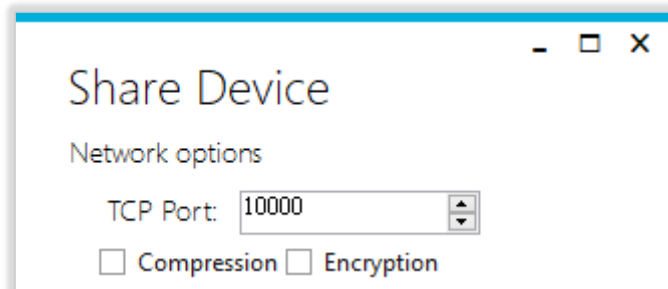 Share Device
Network options
TCP Port: 10000
Compression Encryption